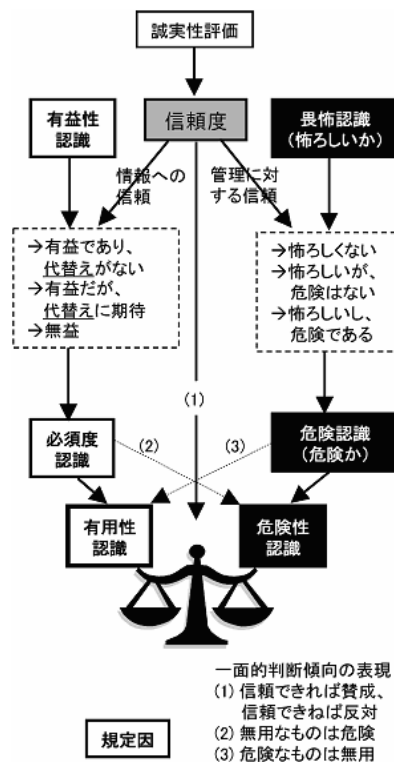 誠実性評価
有益性
認識
信頼度
畏怖認識
(怖ろしいか)
情報への
信頼
管理に対
する信頼
→有益であり、
代替えがない
→有益だが、
代替えに期待
→無益
→怖ろしくない
→怖ろしいが、
危険はない
→怖ろしいし、
危険である
(1)
必須度
認識
(2)
(3)
危険認識
(危険か)
有用性
認識
危険性
認識
一面的判断傾向の表現
(1) 信頼できれば賛成、
信頼できねば反対
(2) 無用なものは危険
(3) 危険なものは無用
規定因